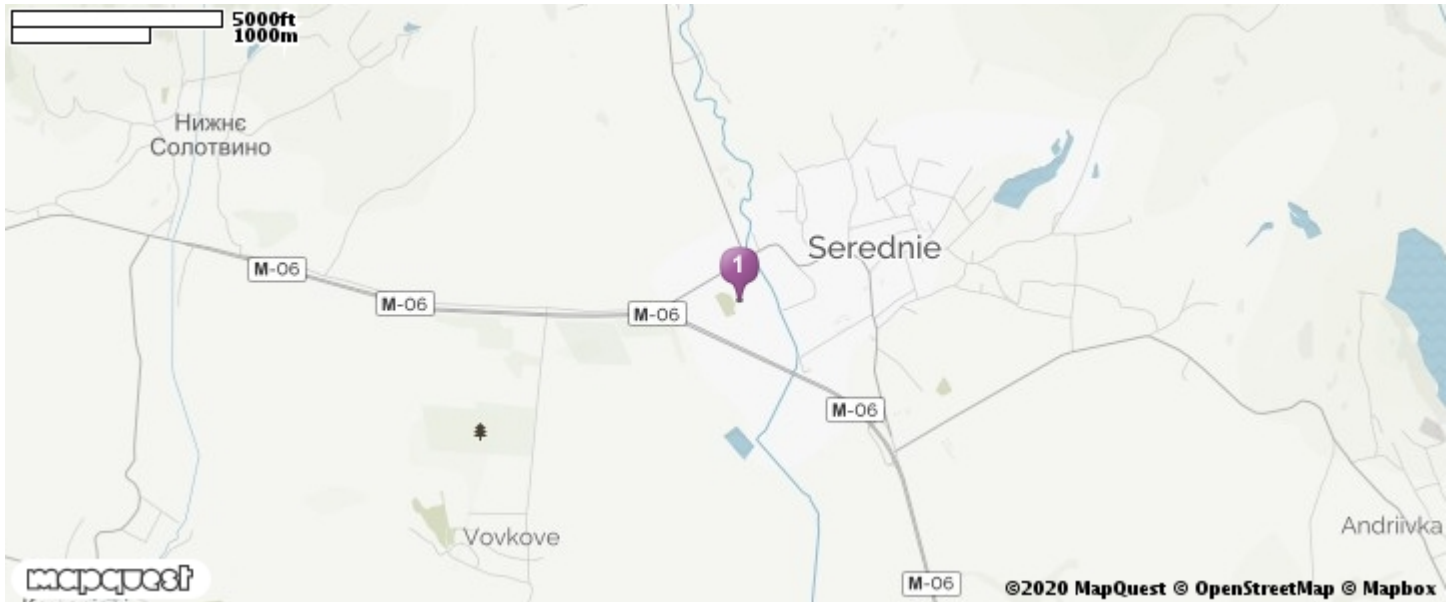 5000ft
1000m
Нижнє
Солотвино
1
Serednie
M-06
M-06
M-06
M-06
Vovkove
Andriivka
mapquest
M-06
©2020 MapQuest © OpenStreetMap © Mapbox